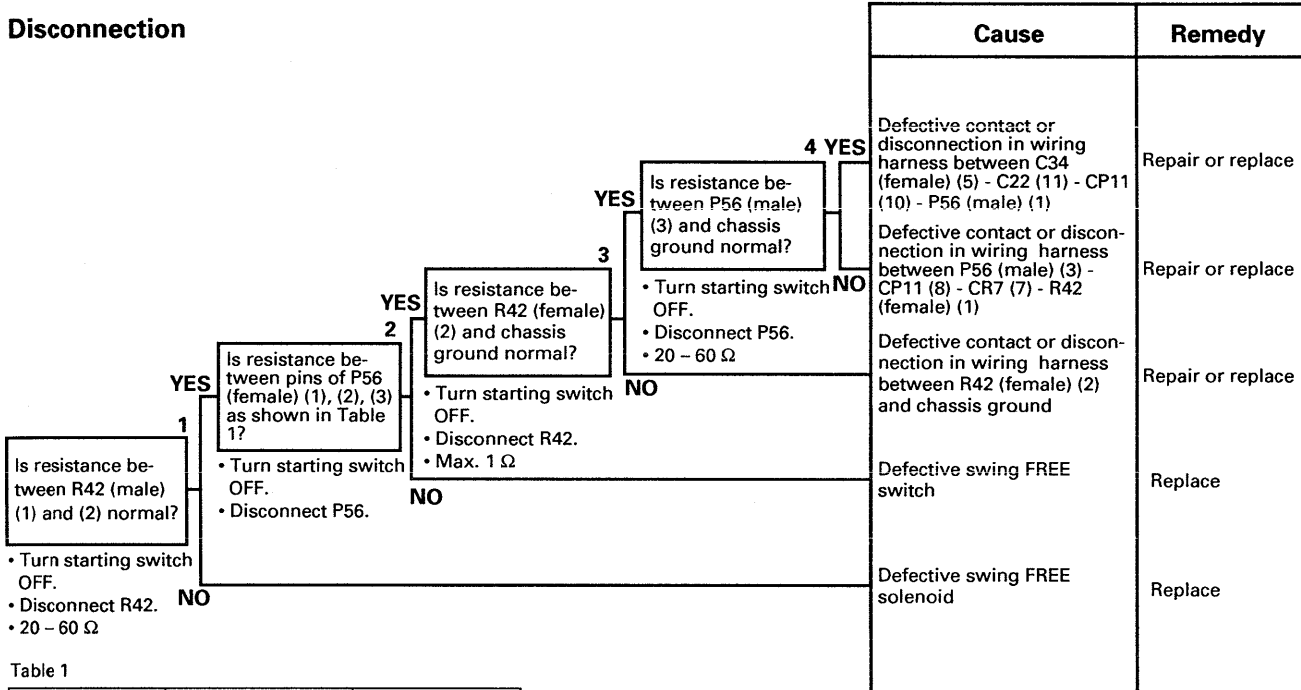 Disconnection
Cause
Remedy
4 YES
Defective contact or
disconnection in wiring
harness between C34
(female) (5) - C22 (11) - CP11
(10) - P56 (male) (1)
Repair or replace
YES
Is resistance be-
tween P56 (male)
(3) and chassis
ground normal?
• Turn starting switch
OFF.
• Disconnect P56.
• 20 – 60 Ω
NO
Defective contact or discon-
nection in wiring harness
between P56 (male) (3) -
CP11 (8) - CR7 (7) - R42
(female) (1)
Repair or replace
3
YES
Is resistance be-
tween R42 (female)
(2) and chassis
ground normal?
• Turn starting switch
OFF.
• Disconnect R42.
• Max. 1 Ω
NO
Defective contact or discon-
nection in wiring harness
between R42 (female) (2)
and chassis ground
Repair or replace
2
YES
Is resistance be-
tween pins of P56
(female) (1), (2), (3)
as shown in Table
1?
• Turn starting switch
OFF.
• Disconnect P56.
NO
Defective swing FREE
switch
Replace
1
Is resistance be-
tween R42 (male)
(1) and (2) normal?
• Turn starting switch
OFF.
• Disconnect R42.
• 20 – 60 Ω
NO
Defective swing FREE
solenoid
Replace
Table 1